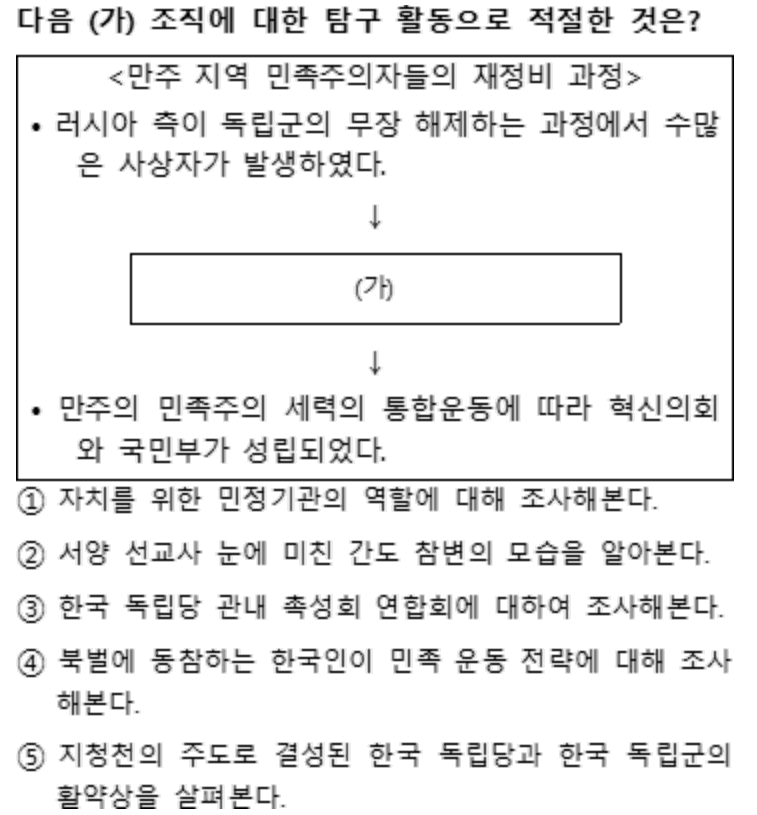 다음 (가) 조직에 대한 탐구 활동으로 적절한 것은?
<만주 지역 민족주의자들의 재정비 과정>
• 러시아 측이 독립군의 무장 해제하는 과정에서 수많
은 사상자가 발생하였다.
↓
(가)
↓
• 만주의 민족주의 세력의 통합운동에 따라 혁신의회
와 국민부가 성립되었다.
① 자치를 위한 민정기관의 역할에 대해 조사해본다.
② 서양 선교사 눈에 미친 간도 참변의 모습을 알아본다.
③ 한국 독립당 관내 촉성회 연합회에 대하여 조사해본다.
④ 북벌에 동참하는 한국인이 민족 운동 전략에 대해 조사
해본다.
⑤ 지청천의 주도로 결성된 한국 독립당과 한국 독립군의
활약상을 살펴본다.